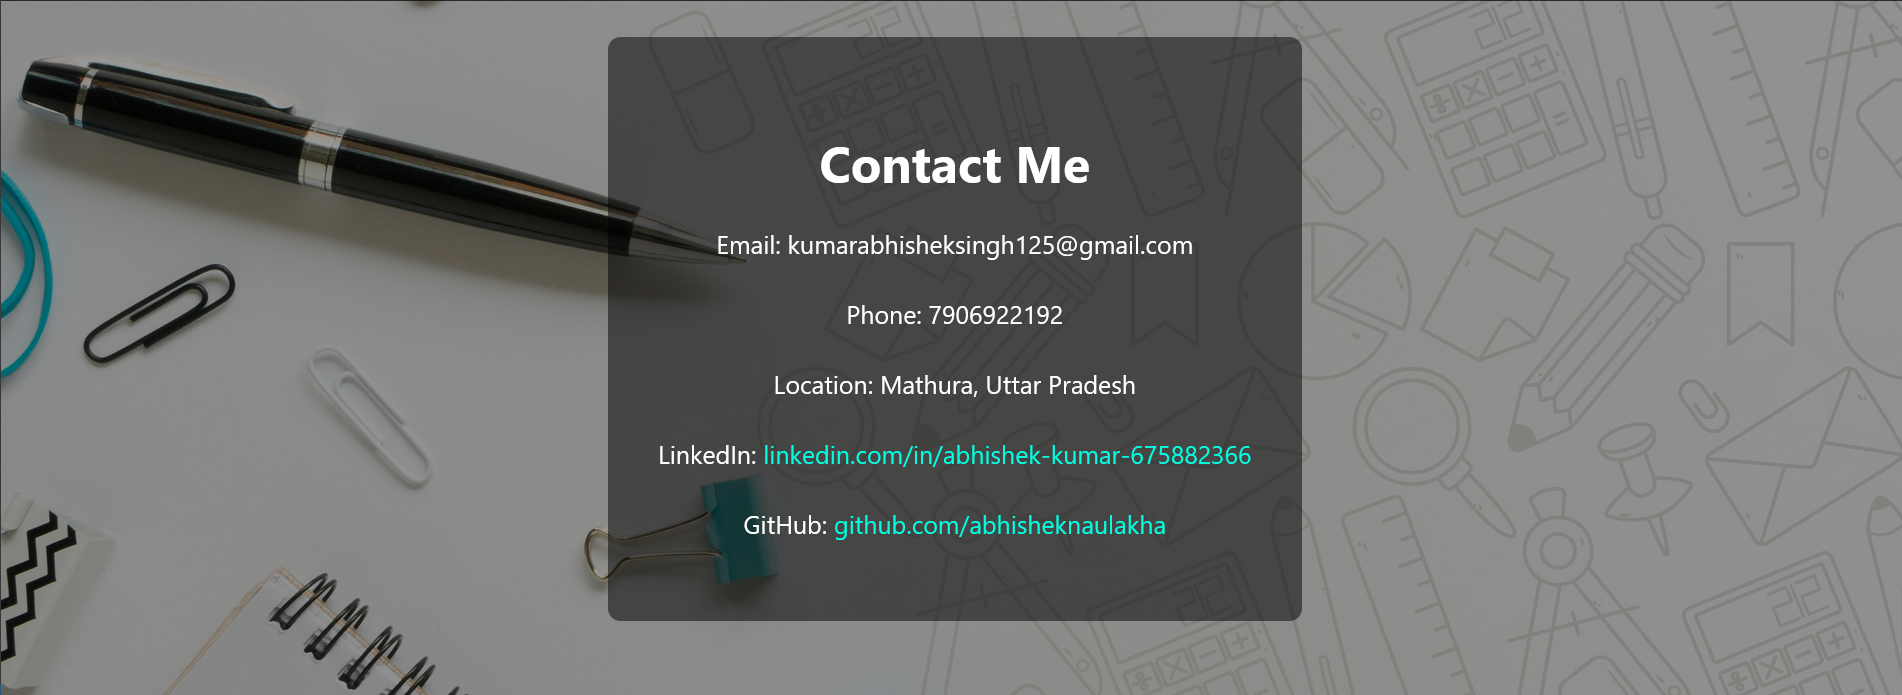 Contact Me
Email: kumarabhisheksingh125@gmail.com
Phone: 7906922192
Location: Mathura, Uttar Pradesh
LinkedIn: linkedin.com/in/abhishek-kumar-675882366
GitHub: github.com/abhisheknaulakha